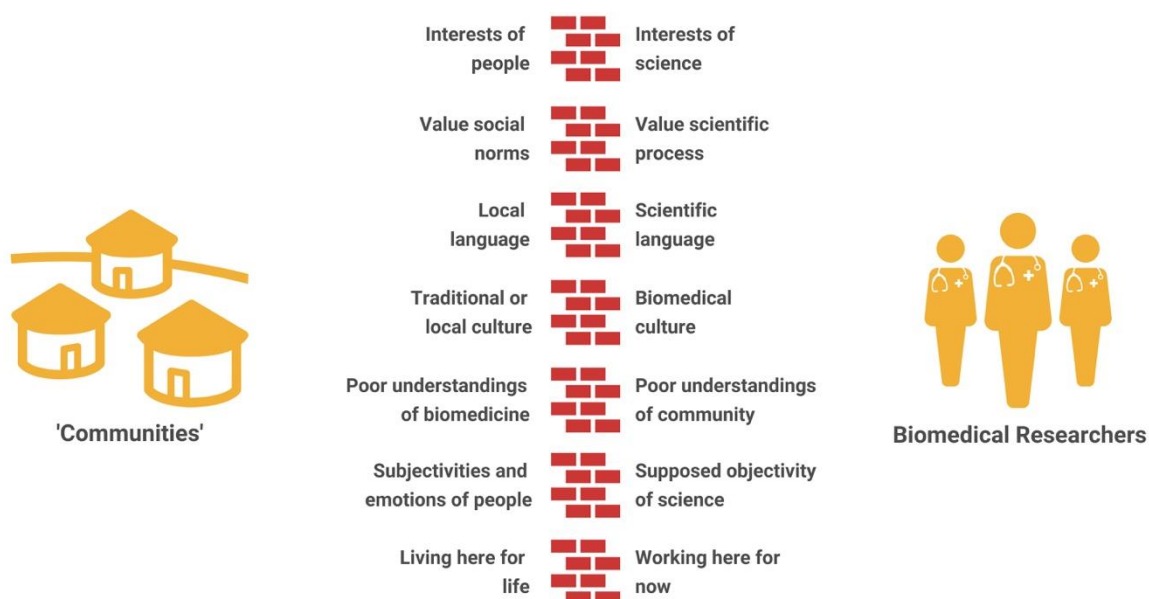 Interests of
people
Interests of
science
Value social
norms
Value scientific
process
Local
language
Scientific
language
Traditional or
local culture
Biomedical
culture
Poor understandings
of biomedicine
Poor understandings
of community
'Communities'
Biomedical Researchers
Subjectivities and
emotions of people
Supposed objectivity
of science
Living here for
life
Working here for
now